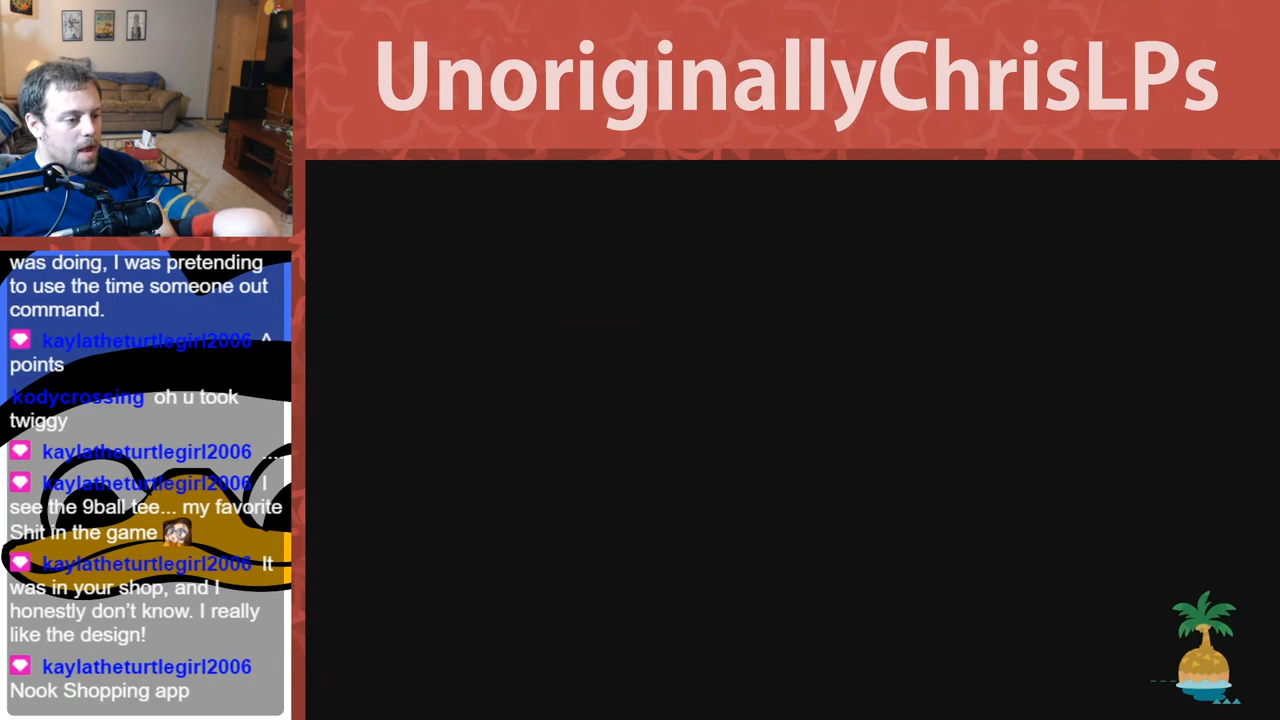 UnoriginallyChrisLPs
was doing, I was pretending
to use the time someone out
command.
kaylatheturtlegirl2006 ^
points
kodycrossing oh u took
twiggy
kaylatheturtlegirl2006 ....
kaylatheturtlegirl2006 I
see the 9ball tee... my favorite
Shit in the game
kaylatheturtlegirl2006 It
was in your shop, and I
honestly don't know. I really
like the design!
kaylatheturtlegirl2006
Nook Shopping app